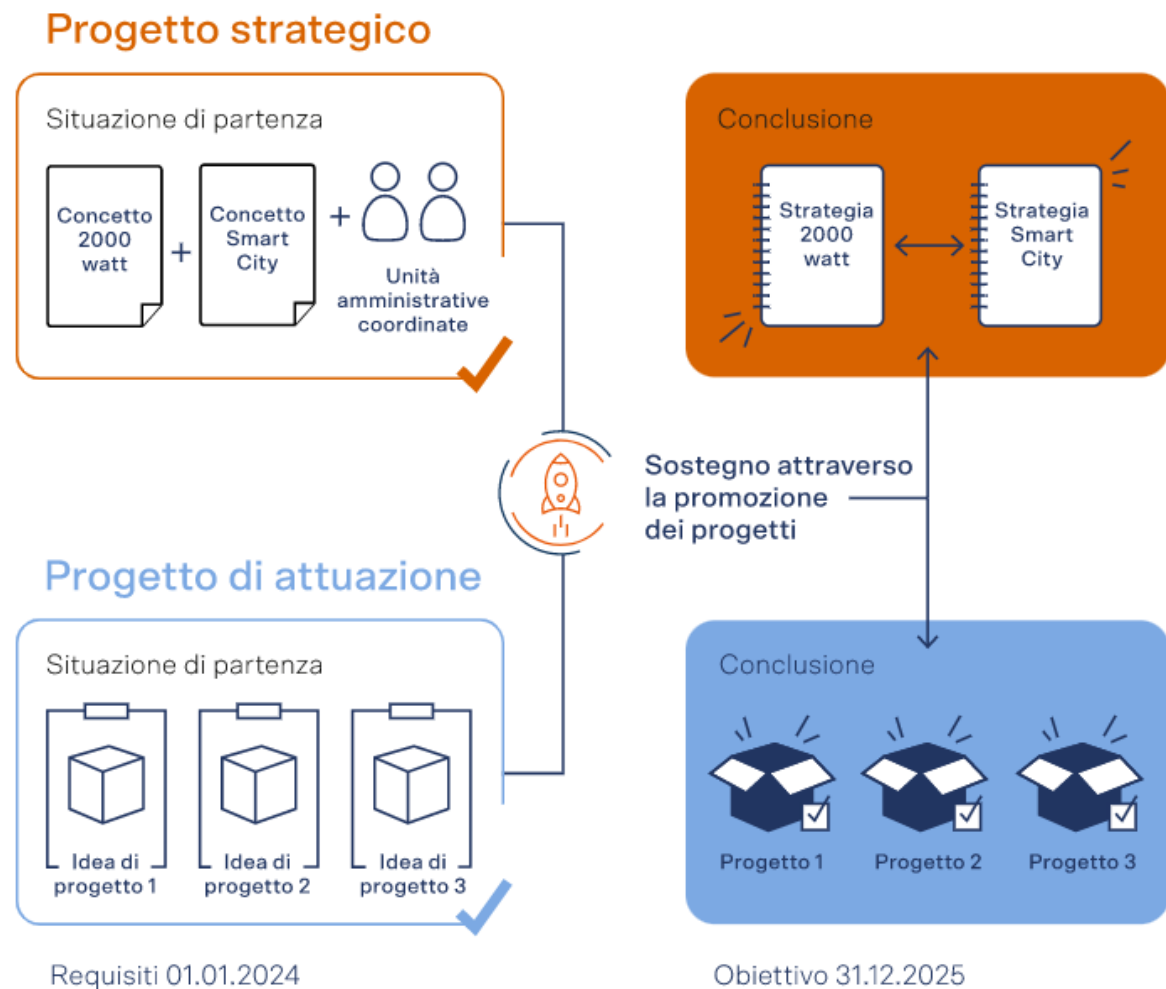 Progetto strategico
Situazione di partenza
Concetto
2000
watt
+
Concetto
Smart
City
+
Unità
amministrative
coordinate
Conclusione
Strategia
2000
watt
Strategia
Smart
City
Sostegno attraverso
la promozione
dei progetti
Progetto di attuazione
Situazione di partenza
Idea di
progetto 1
Idea di
progetto 2
Idea di
progetto 3
Conclusione
Progetto 1
Progetto 2
Progetto 3
Requisiti 01.01.2024
Obiettivo 31.12.2025